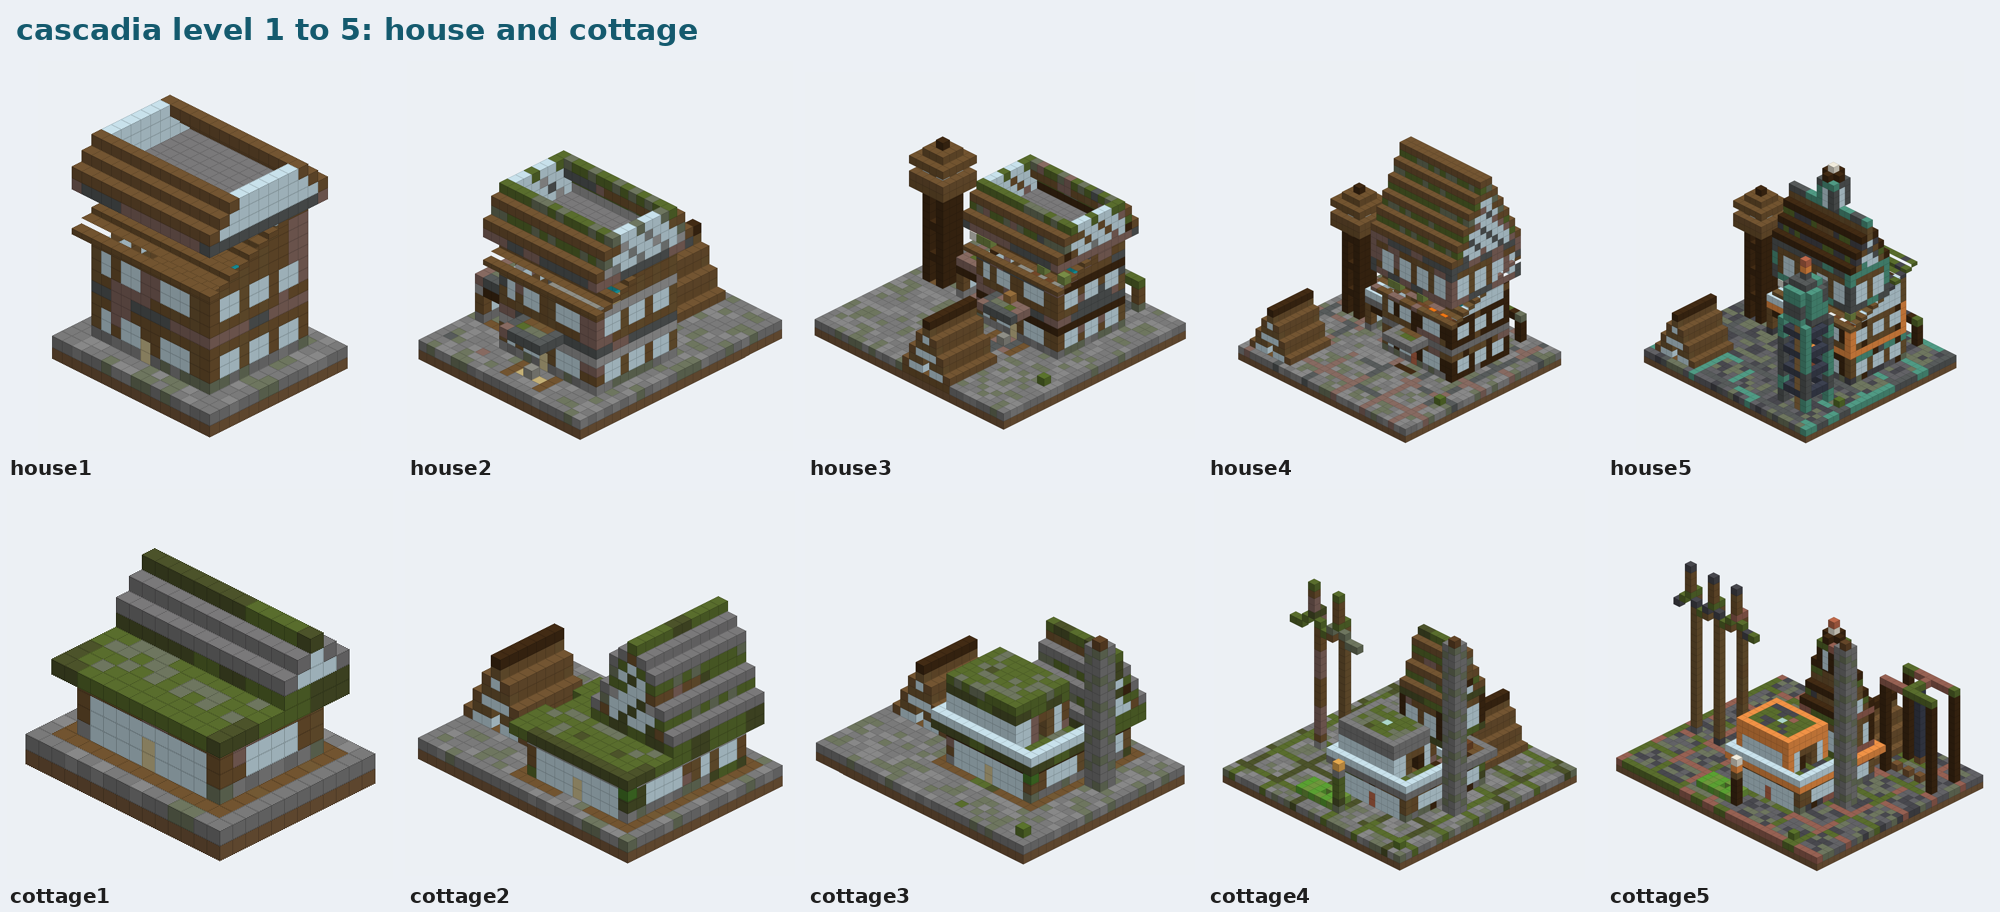 cascadia level 1 to 5: house and cottage
house1
house2
house3
house4
house5
cottage1
cottage2
cottage3
cottage4
cottage5